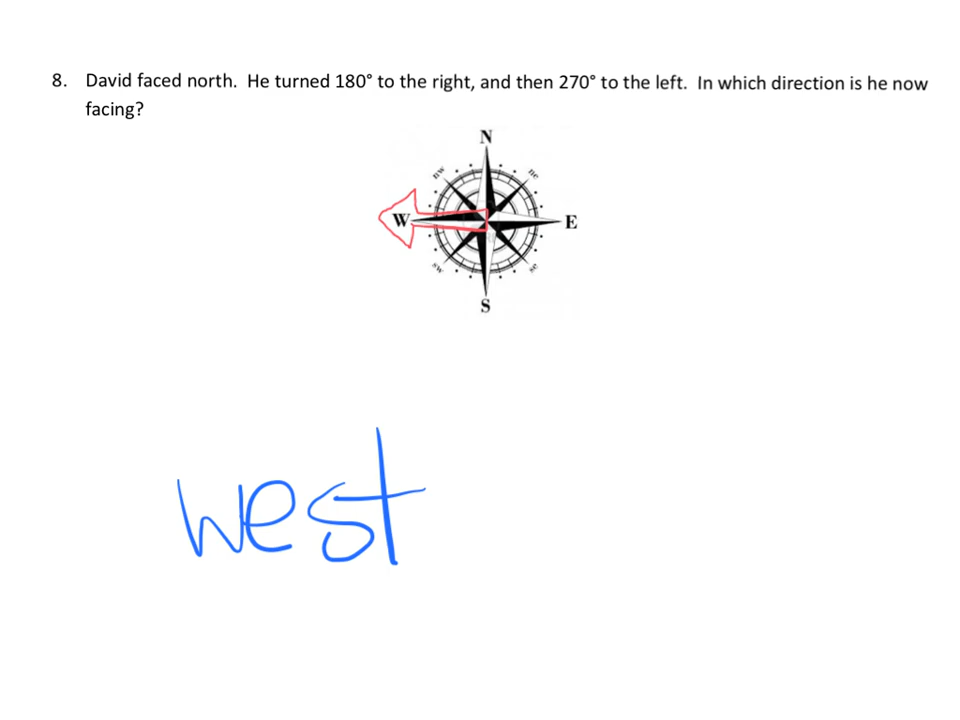 8. David faced north. He turned 180° to the right, and then 270° to the left. In which direction is he now
facing?
N
nw
ne
W
E
sw
se
S
west